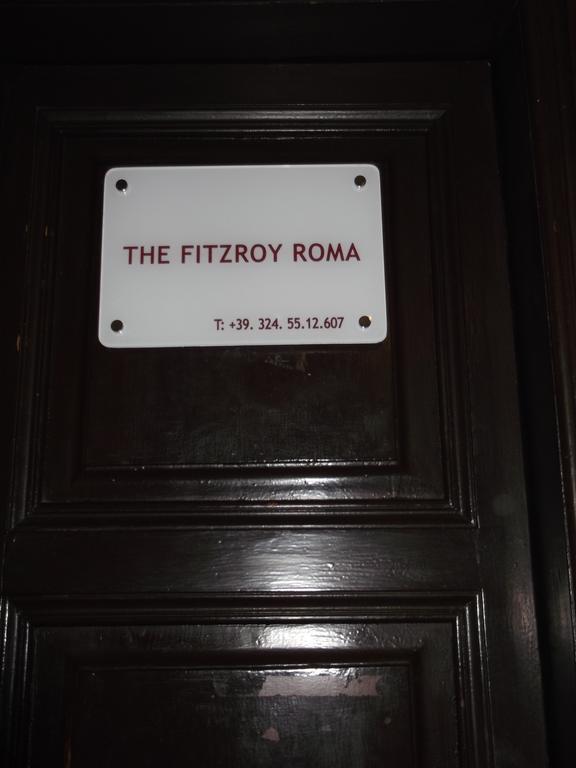 THE FITZROY ROMA
T: +39. 324. 55.12.607